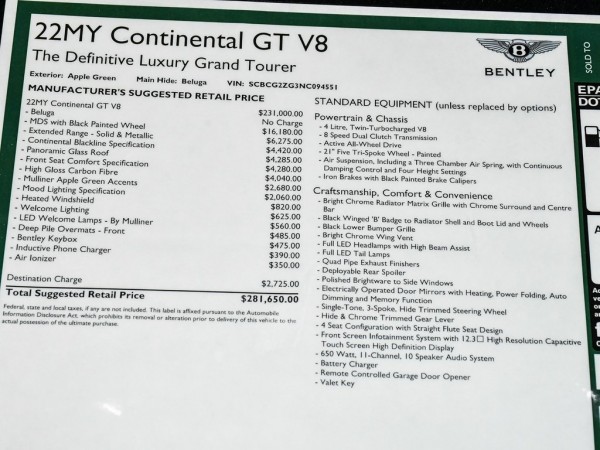 22MY Continental GT V8
The Definitive Luxury Grand Tourer
Exterior: Apple Green Main Hide: Beluga VIN: SCBCG2ZG3NC094551
BENTLEY
MANUFACTURER'S SUGGESTED RETAIL PRICE
22MY Continental GT V8 $231,000.00
- Beluga No Charge
- MDS with Black Painted Wheel $16,180.00
- Extended Range - Solid & Metallic $6,275.00
- Continental Blackline Specification $4,420.00
- Panoramic Glass Roof $4,285.00
- Front Seat Comfort Specification $4,280.00
- High Gloss Carbon Fibre $4,040.00
- Mulliner Apple Green Accents $2,680.00
- Mood Lighting Specification $2,060.00
- Heated Windshield $820.00
- Welcome Lighting $625.00
- LED Welcome Lamps - By Mulliner $560.00
- Deep Pile Overmats - Front $485.00
- Bentley Keybox $475.00
- Inductive Phone Charger $390.00
- Air Ionizer $350.00
Destination Charge $2,725.00
Total Suggested Retail Price $281,650.00
Federal, state and local taxes, if any are not included. This label is affixed pursuant to the Automobile
Information Disclosure Act, which prohibits its removal or alteration prior to delivery of this vehicle to the
actual possession of the ultimate purchase.
STANDARD EQUIPMENT (unless replaced by options)
Powertrain & Chassis
- 4 Litre, Twin-Turbocharged V8
- 8 Speed Dual Clutch Transmission
- Active All-Wheel Drive
- 21" Five Tri-Spoke Wheel - Painted
- Air Suspension, Including a Three Chamber Air Spring, with Continuous
Damping Control and Four Height Settings
- Iron Brakes with Black Painted Brake Calipers
Craftsmanship, Comfort & Convenience
- Bright Chrome Radiator Matrix Grille with Chrome Surround and Centre
Bar
- Black Winged 'B' Badge to Radiator Shell and Boot Lid and Wheels
- Black Lower Bumper Grille
- Bright Chrome Wing Vent
- Full LED Headlamps with High Beam Assist
- Full LED Tail Lamps
- Quad Pipe Exhaust Finishers
- Deployable Rear Spoiler
- Polished Brightware to Side Windows
- Electrically Operated Door Mirrors with Heating, Power Folding, Auto
Dimming and Memory Function
- Single-Tone, 3-Spoke, Hide Trimmed Steering Wheel
- Hide & Chrome Trimmed Gear Lever
- 4 Seat Configuration with Straight Flute Seat Design
- Front Screen Infotainment System with 12.3□ High Resolution Capacitive
Touch Screen High Definition Display
- 650 Watt, 11-Channel, 10 Speaker Audio System
- Battery Charger
- Remote Controlled Garage Door Opener
- Valet Key
SOLD TO
EPA
DOT